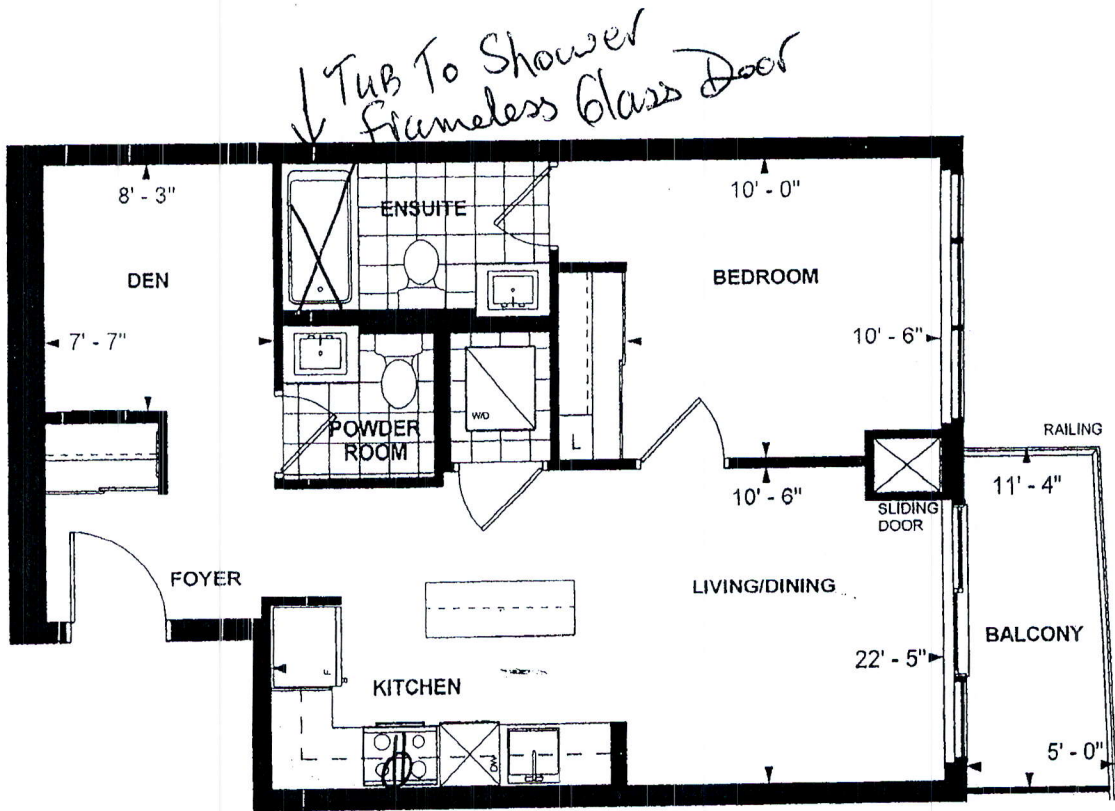 TUB To Shower
Frameless Glass Door
8' - 3"
10' - 0"
ENSUITE
DEN
BEDROOM
7' - 7"
10' - 6"
W/D
POWDER
ROOM
L
RAILING
10' - 6"
11' - 4"
SLIDING
DOOR
FOYER
LIVING/DINING
BALCONY
F
22' - 5"
KITCHEN
DW
5' - 0"